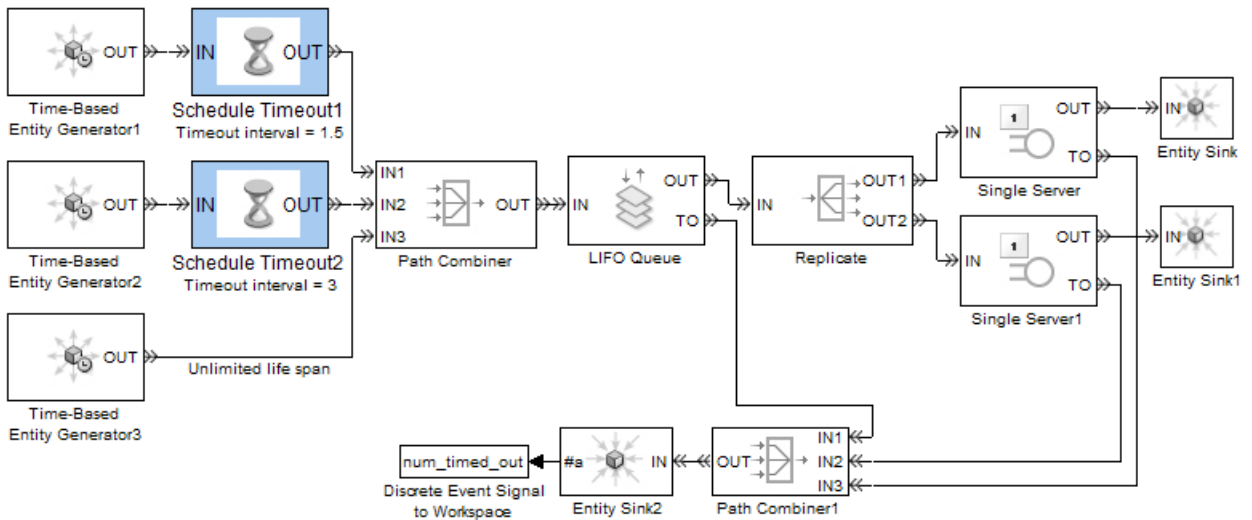 OUT
Time-Based
Entity Generator1
IN
OUT
Schedule Timeout1
Timeout interval = 1.5
OUT
Time-Based
Entity Generator2
IN
OUT
Schedule Timeout2
Timeout interval = 3
OUT
Time-Based
Entity Generator3
Unlimited life span
IN1
IN2
IN3
OUT
Path Combiner
IN
OUT
TO
LIFO Queue
IN
OUT1
OUT2
Replicate
IN
1
OUT
TO
Single Server
IN
Entity Sink
IN
1
OUT
TO
Single Server1
IN
Entity Sink1
num_timed_out
Discrete Event Signal
to Workspace
#a
IN
Entity Sink2
OUT
IN1
IN2
IN3
Path Combiner1